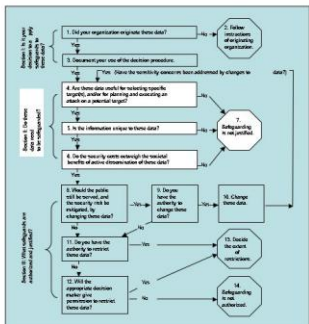 1. Did your organization originate these data?
2. Follow
instructions
of originating
organization.
No
Yes
3. Document your use of the decision procedure.
Yes
Yes (Have the sensitivity concerns been addressed by changes to data?)
4. Are these data useful for selecting specific
target(s), and/or for planning and executing an
attack on a potential target?
No
Yes
5. Is the information unique to these data?
No
7.
Safeguarding
is not justified.
Yes
6. Do the security costs outweigh the societal
benefits of active dissemination of these data?
No
Yes
8. Would the public
still be served, and
the security risk be
mitigated, by
changing these data?
Yes
9. Do you
have the
authority to
change these
data?
Yes
10. Change
these data.
No
No
11. Do you have the
authority to restrict
these data?
Yes
13. Decide
the extent
of
restrictions.
No
Yes
12. Will the
appropriate decision
maker give
permission to restrict
these data?
No
14.
Safeguarding
is not
authorized.
Section I: Is it your
decision to apply
safeguards to
these data?
Section II: Do these
data need
to be safeguarded?
Section III: What safeguards are
authorized and justified?